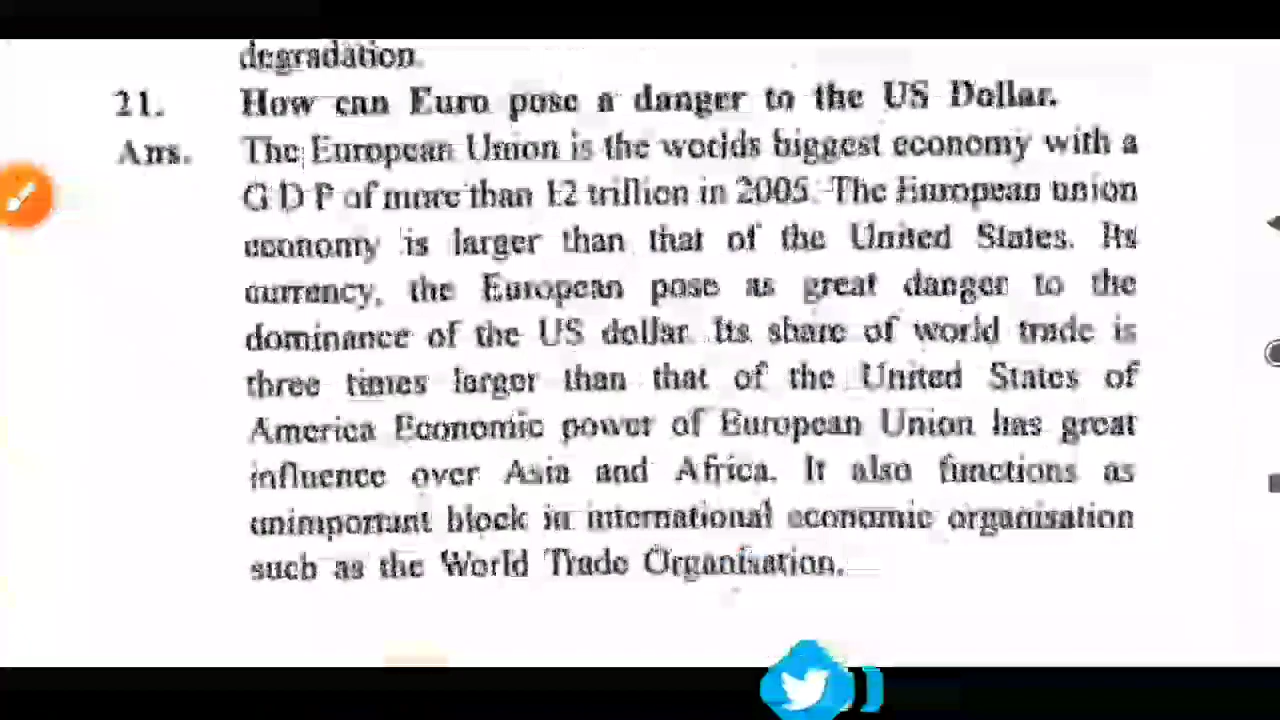 degradation.
21. How can Euro pose a danger to the US Dollar.
Ans. The European Union is the worlds biggest economy with a
G D P of more than 12 trillion in 2005. The European union
economy is larger than that of the United States. Its
currency, the European pose as great danger to the
dominance of the US dollar. Its share of world trade is
three times larger than that of the United States of
America Economic power of European Union has great
influence over Asia and Africa. It also functions as
unimportant block in international economic organisation
such as the World Trade Organisation.